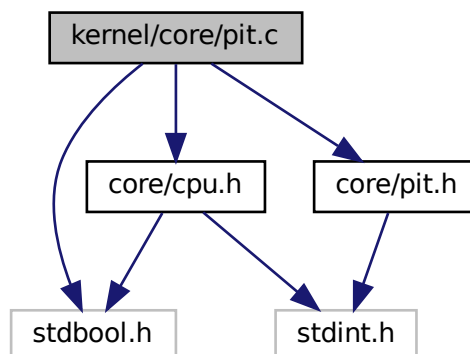 kernel/core/pit.c
core/cpu.h
core/pit.h
stdbool.h
stdint.h